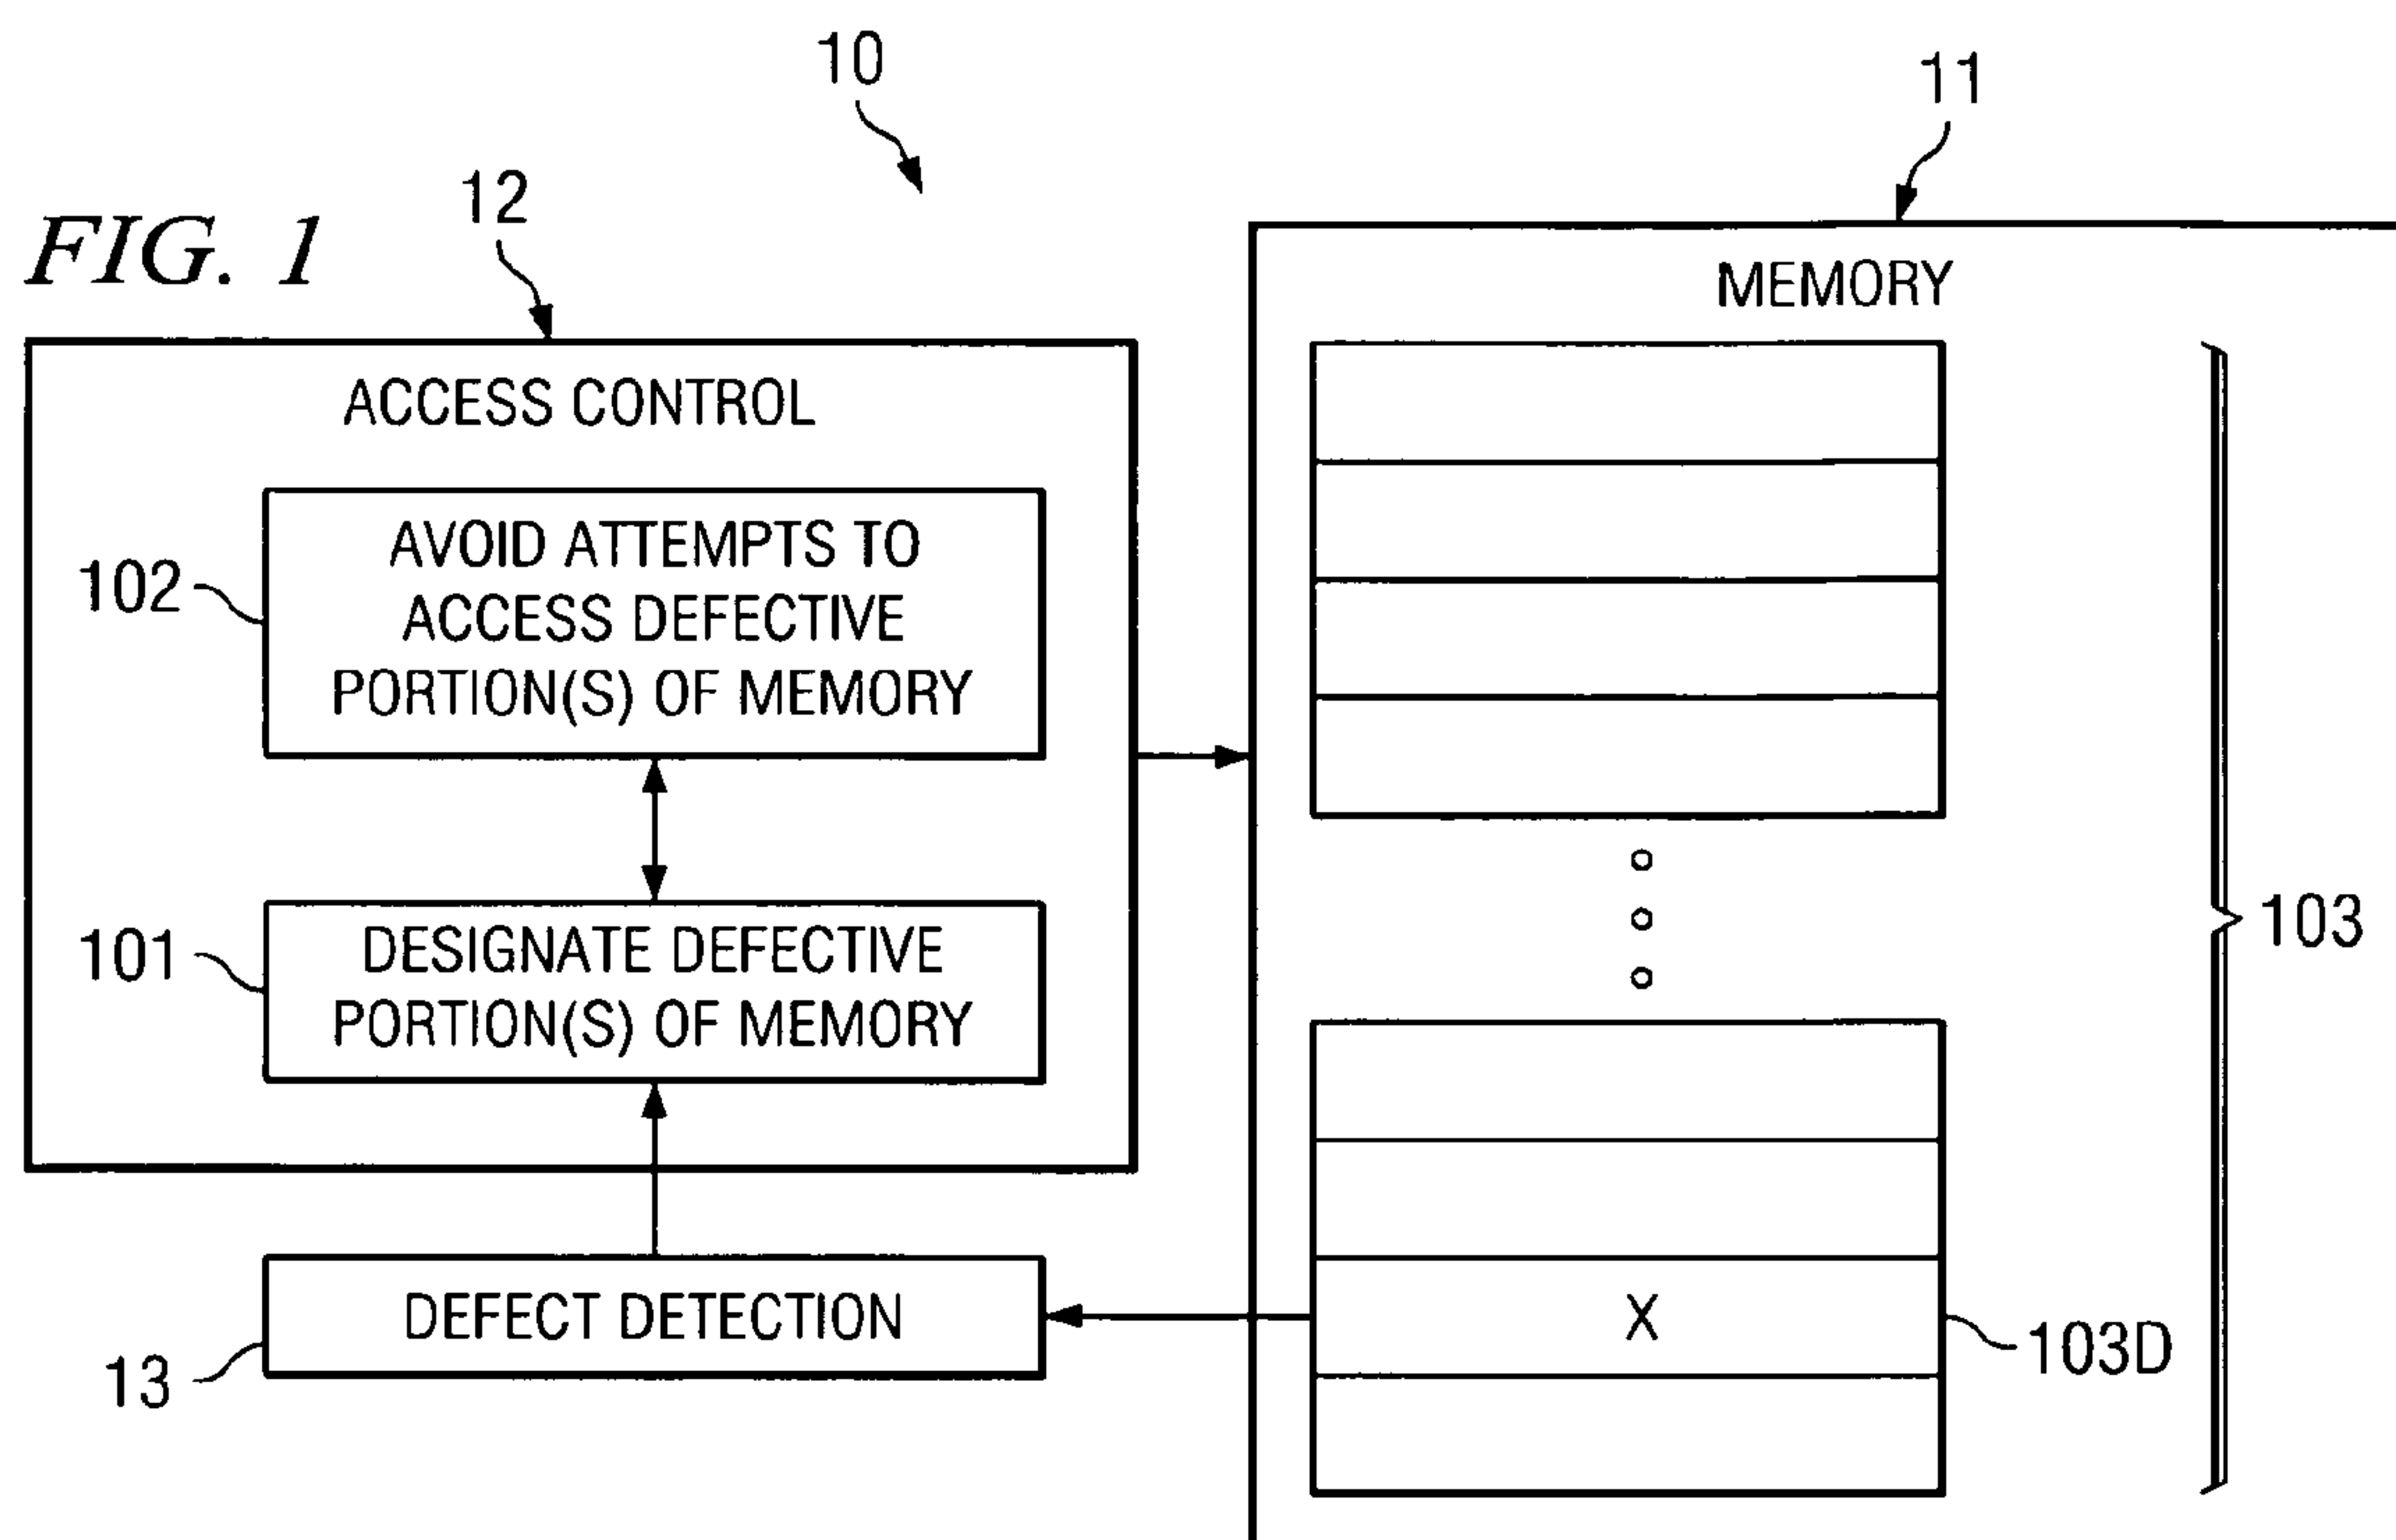 10
11
12
FIG. 1
MEMORY
ACCESS CONTROL
AVOID ATTEMPTS TO
ACCESS DEFECTIVE
PORTION(S) OF MEMORY
102
DESIGNATE DEFECTIVE
PORTION(S) OF MEMORY
101
103
DEFECT DETECTION
13
X
103D